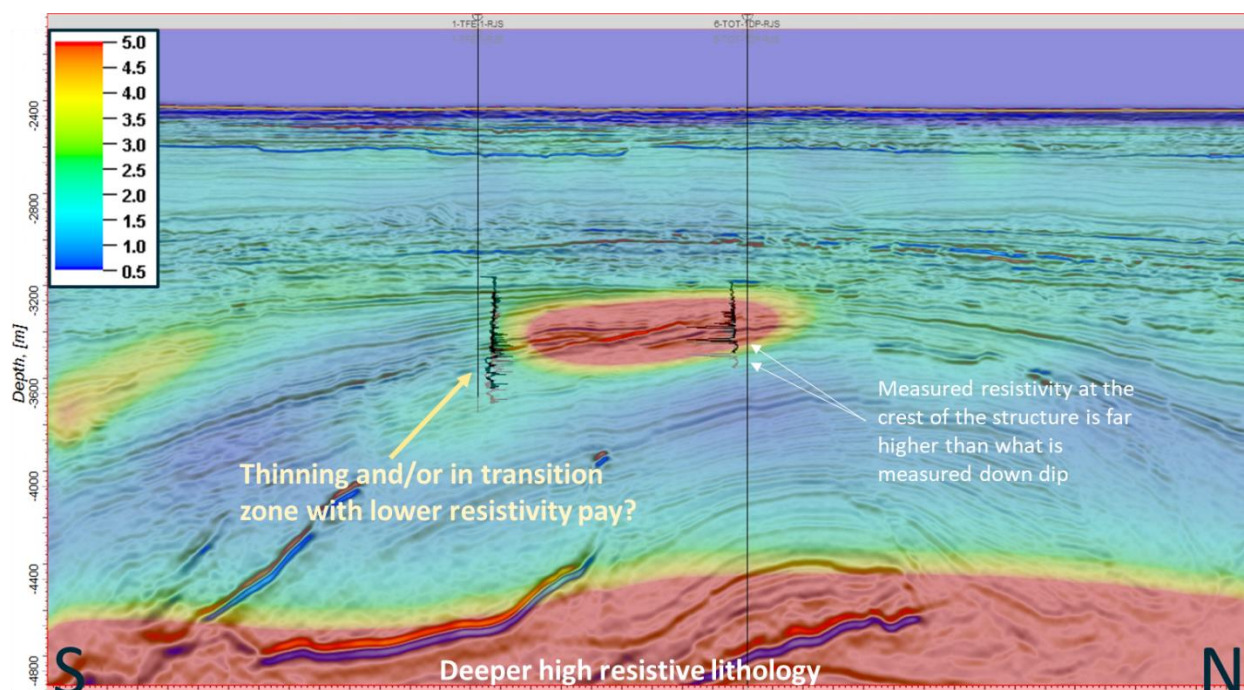 1-TFE-1-RJS
6-TOT-1DP-RJS
5.0
4.5
4.0
3.5
3.0
2.5
2.0
1.5
1.0
0.5
Depth, [m]
-2400
-2800
-3200
-3600
-4000
-4400
-4800
Measured resistivity at the
crest of the structure is far
higher than what is
measured down dip
Thinning and/or in transition
zone with lower resistivity pay?
Deeper high resistive lithology
S
N